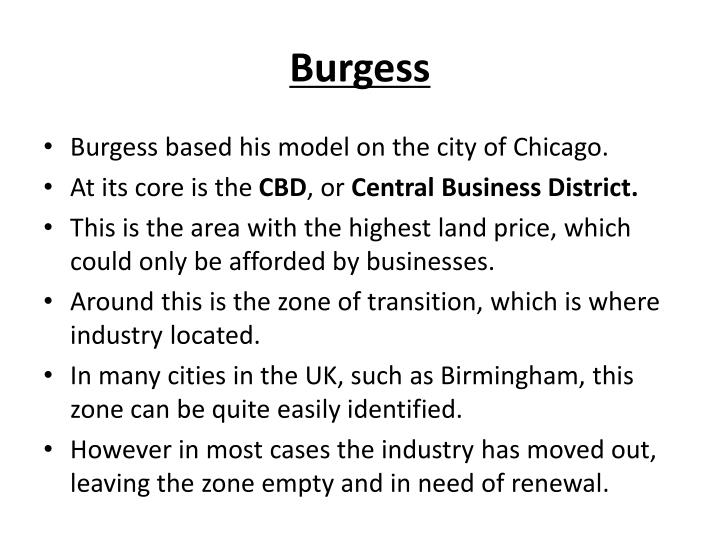 Burgess
• Burgess based his model on the city of Chicago.
• At its core is the CBD, or Central Business District.
• This is the area with the highest land price, which
could only be afforded by businesses.
• Around this is the zone of transition, which is where
industry located.
• In many cities in the UK, such as Birmingham, this
zone can be quite easily identified.
• However in most cases the industry has moved out,
leaving the zone empty and in need of renewal.